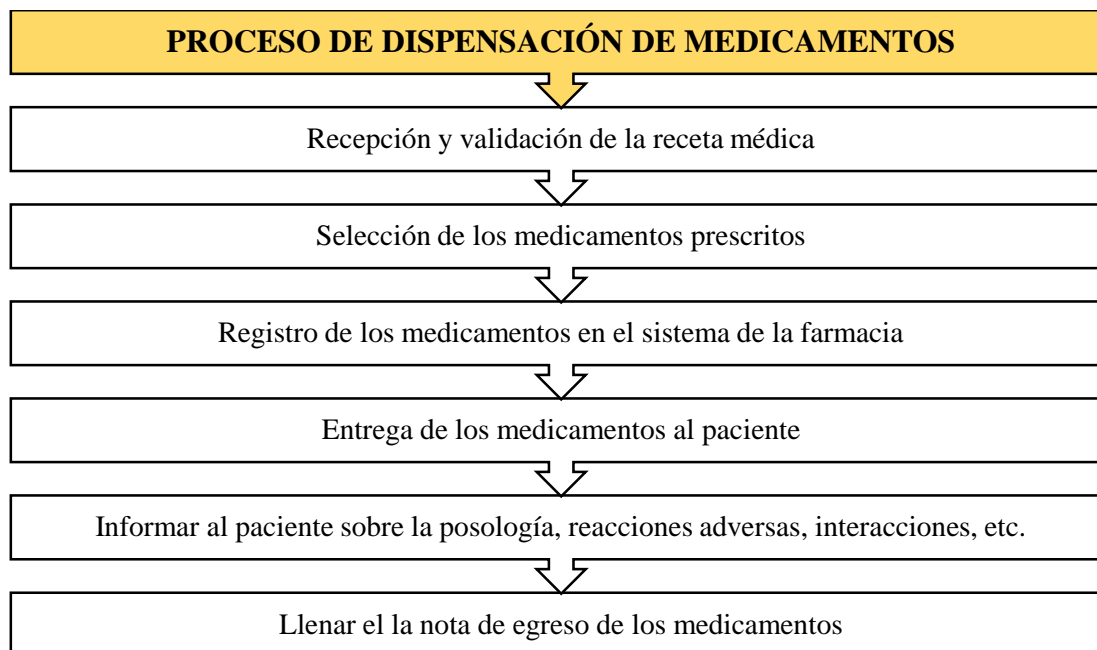 PROCESO DE DISPENSACIÓN DE MEDICAMENTOS
Recepción y validación de la receta médica
Selección de los medicamentos prescritos
Registro de los medicamentos en el sistema de la farmacia
Entrega de los medicamentos al paciente
Informar al paciente sobre la posología, reacciones adversas, interacciones, etc.
Llenar el la nota de egreso de los medicamentos